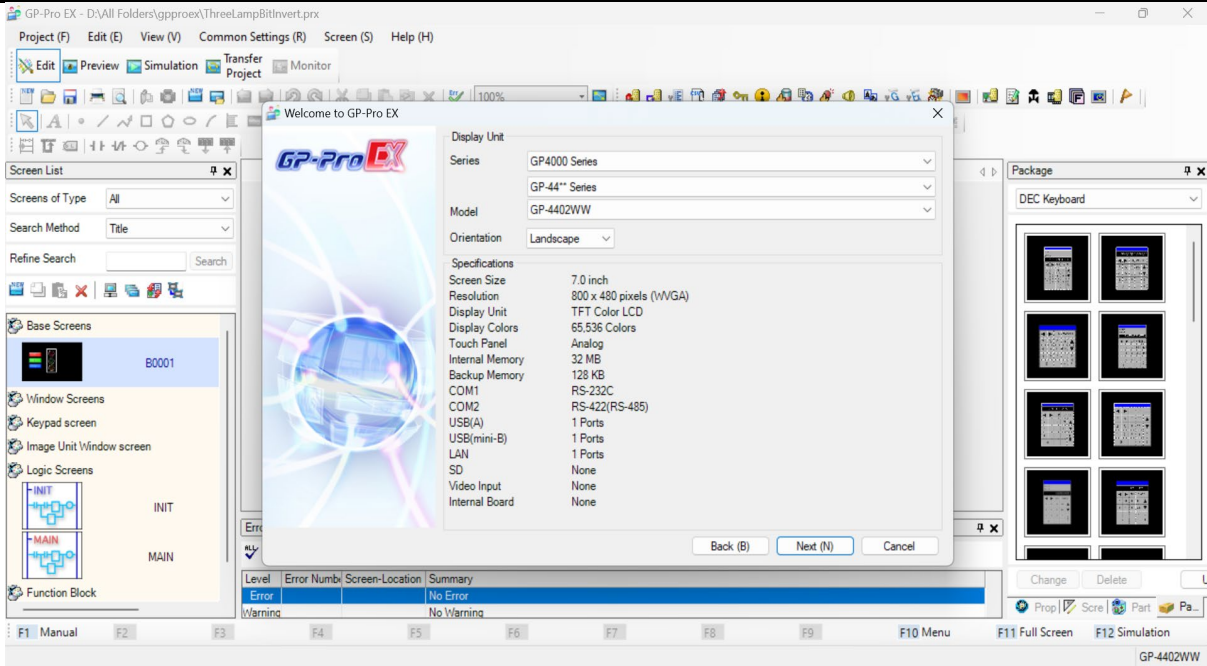 GP-Pro EX - D:\All Folders\gpproex\ThreeLampBitInvert.prx
Project (F) Edit (E) View (V) Common Settings (R) Screen (S) Help (H)
Edit Preview Simulation Transfer Project Monitor
100%
Screen List
Screens of Type All
Search Method Title
Refine Search Search
Base Screens
B0001
Window Screens
Keypad screen
Image Unit Window screen
Logic Screens
INIT
INIT
MAIN
MAIN
Function Block
Welcome to GP-Pro EX
GP-Pro EX
Display Unit
Series GP4000 Series
GP-44** Series
Model GP-4402WW
Orientation Landscape
Specifications
Screen Size 7.0 inch
Resolution 800 x 480 pixels (WVGA)
Display Unit TFT Color LCD
Display Colors 65,536 Colors
Touch Panel Analog
Internal Memory 32 MB
Backup Memory 128 KB
COM1 RS-232C
COM2 RS-422(RS-485)
USB(A) 1 Ports
USB(mini-B) 1 Ports
LAN 1 Ports
SD None
Video Input None
Internal Board None
Back (B) Next (N) Cancel
Erro
ALL
Level Error Numbe Screen-Location Summary
Error No Error
Warning No Warning
Package
DEC Keyboard
Change Delete U
Prop Scre Part Pa...
F1 Manual F2 F3 F4 F5 F6 F7 F8 F9 F10 Menu F11 Full Screen F12 Simulation
GP-4402WW